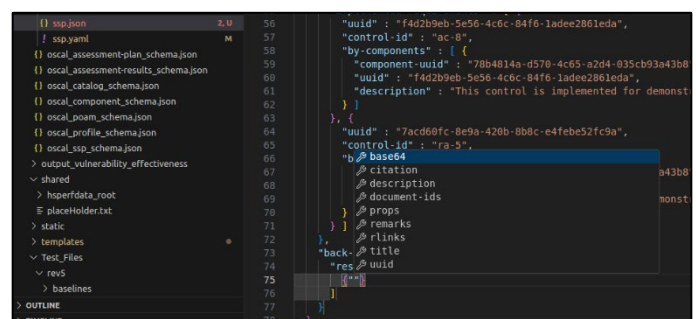 {} ssp.json 2, U
! ssp.yaml M
{} oscal_assessment-plan_schema.json
{} oscal_assessment-results_schema.json
{} oscal_catalog_schema.json
{} oscal_component_schema.json
{} oscal_poam_schema.json
{} oscal_profile_schema.json
{} oscal_ssp_schema.json
> output_vulnerability_effectiveness
shared
> hsperfdata_root
placeHolder.txt
> static
> templates
Test_Files
rev5
> baselines
> OUTLINE
56 "uuid" : "f4d2b9eb-5e56-4c6c-84f6-1adee2861eda",
57 "control-id" : "ac-8",
58 "by-components" : [ {
59 "component-uuid" : "78b4814a-d570-4c65-a2d4-035cb93a43b8
60 "uuid" : "f4d2b9eb-5e56-4c6c-84f6-1adee2861eda",
61 "description" : "This control is implemented for demonst
62 } ]
63 }, {
64 "uuid" : "7acd60fc-8e9a-420b-8b8c-e4febe52fc9a",
65 "control-id" : "ra-5",
66 "b
67 a43b8
68
69 monst
70 }
71 } ]
72 },
73 "back-
74 "res
75 {""}
76 ]
77 }
base64
citation
description
document-ids
props
remarks
rlinks
title
uuid